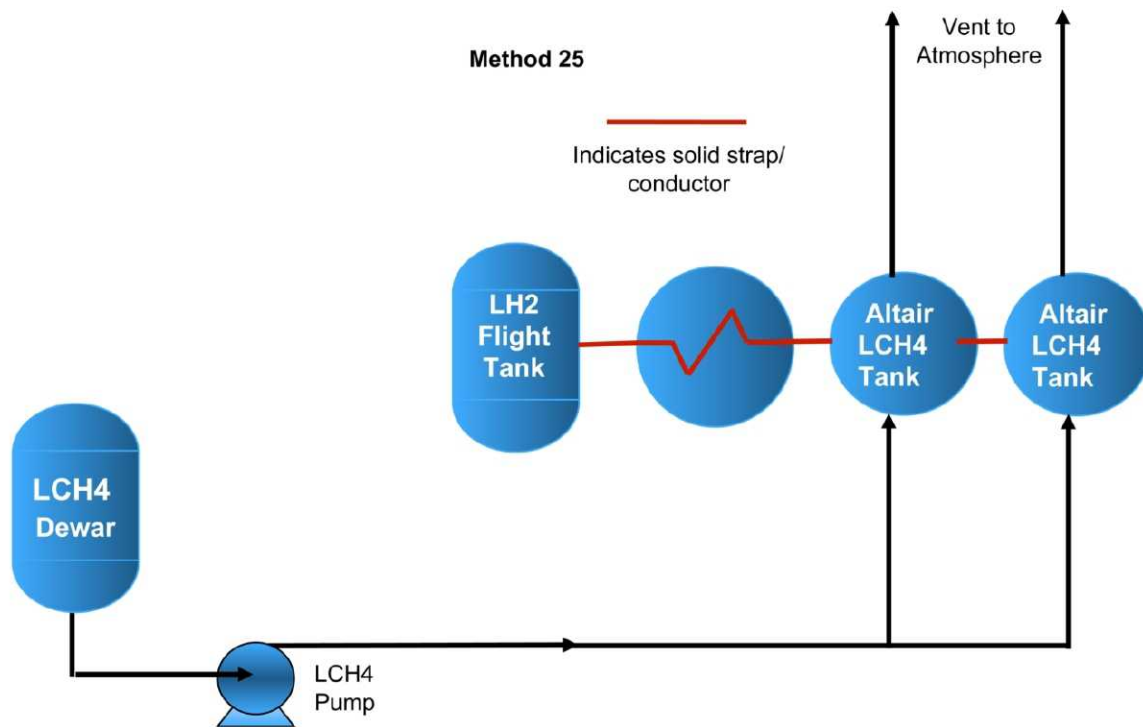 Vent to
Atmosphere
Method 25
Indicates solid strap/
conductor
LH2
Flight
Tank
Altair
LCH4
Tank
Altair
LCH4
Tank
LCH4
Dewar
LCH4
Pump